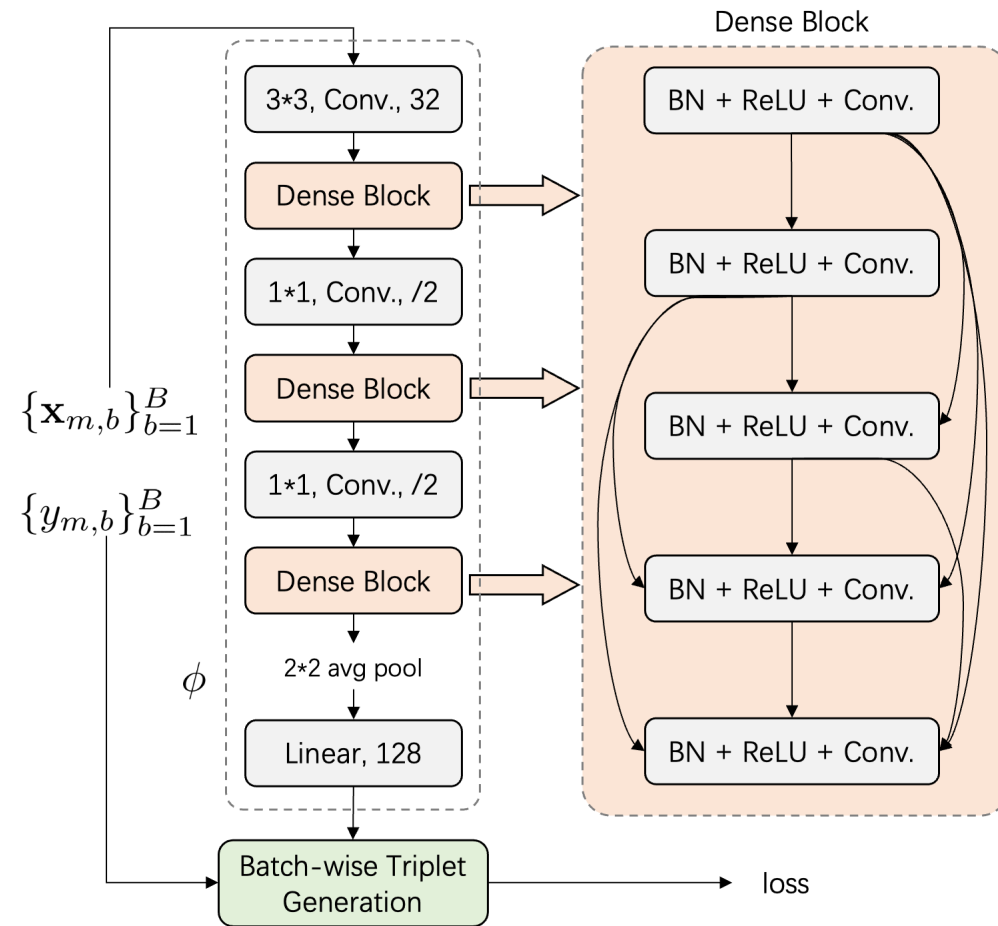 Dense Block
3*3, Conv., 32
Dense Block
1*1, Conv., /2
Dense Block
1*1, Conv., /2
Dense Block
2*2 avg pool
Linear, 128
ϕ
{𝐱_{m,b}}_{b=1}^{B}
{y_{m,b}}_{b=1}^{B}
Batch-wise Triplet
Generation
loss
BN + ReLU + Conv.
BN + ReLU + Conv.
BN + ReLU + Conv.
BN + ReLU + Conv.
BN + ReLU + Conv.